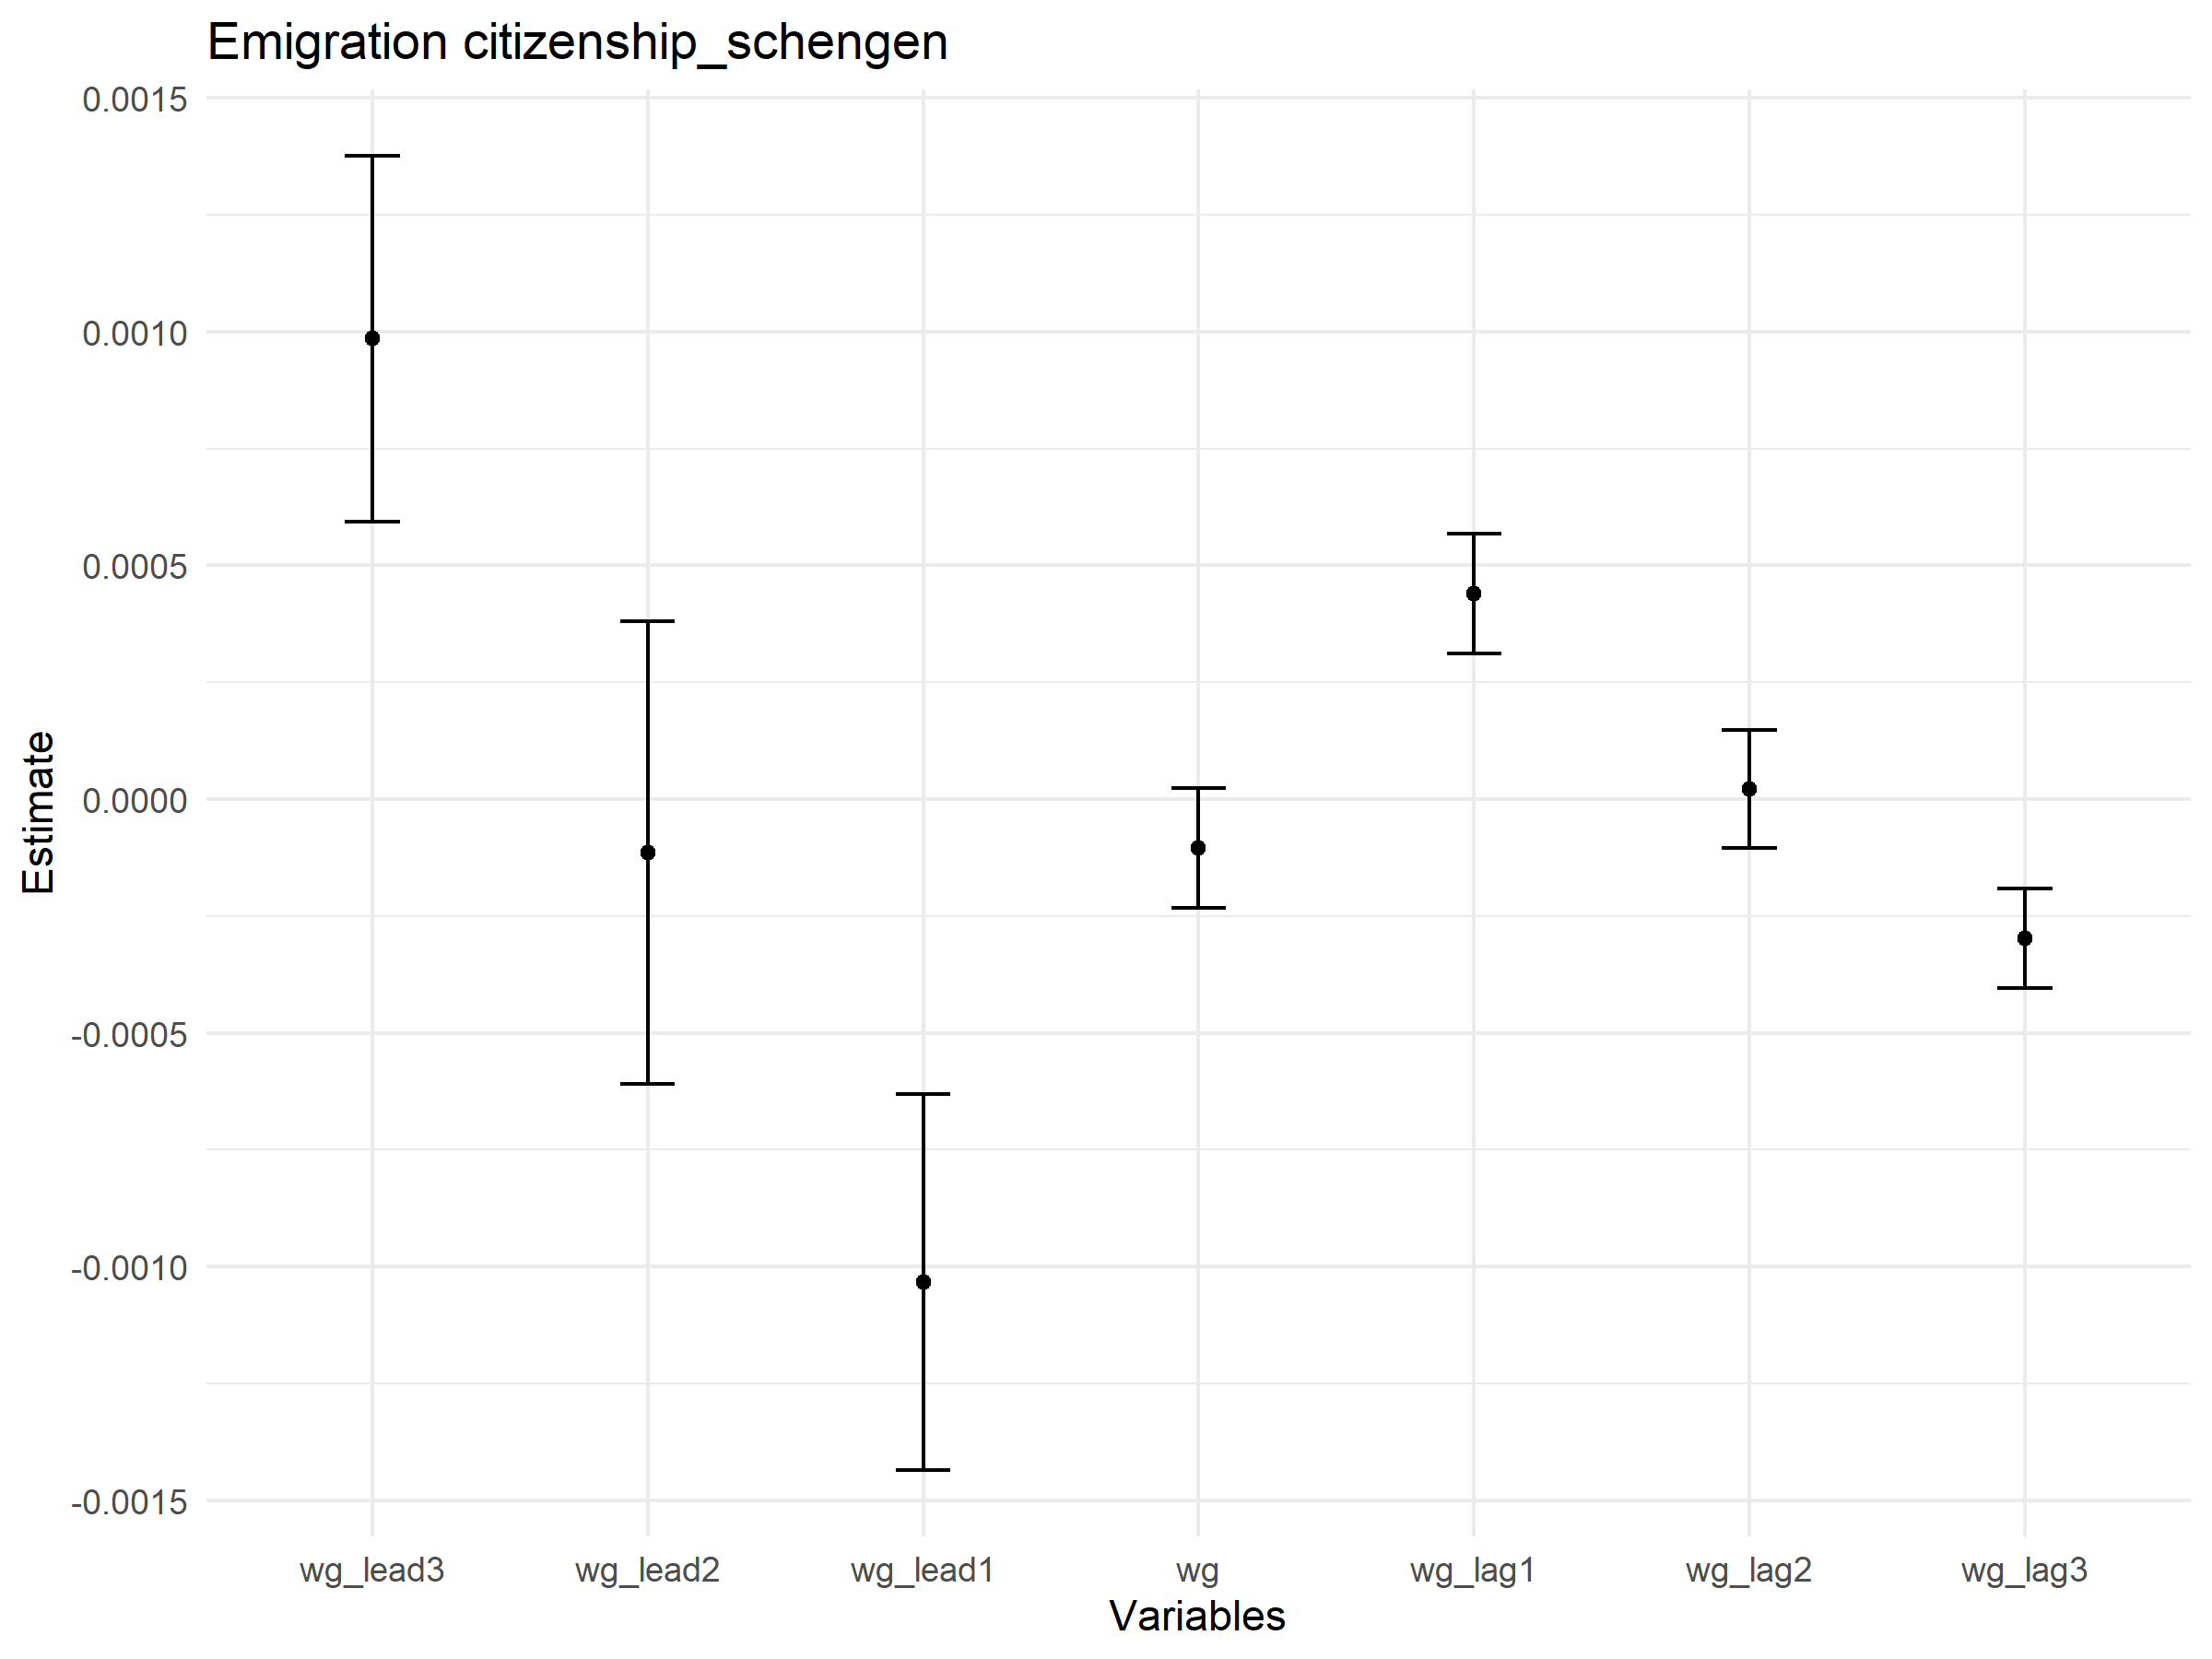 Emigration citizenship_schengen
0.0015
0.0010
0.0005
0.0000
-0.0005
-0.0010
-0.0015
Estimate
wg_lead3 wg_lead2 wg_lead1 wg wg_lag1 wg_lag2 wg_lag3
Variables